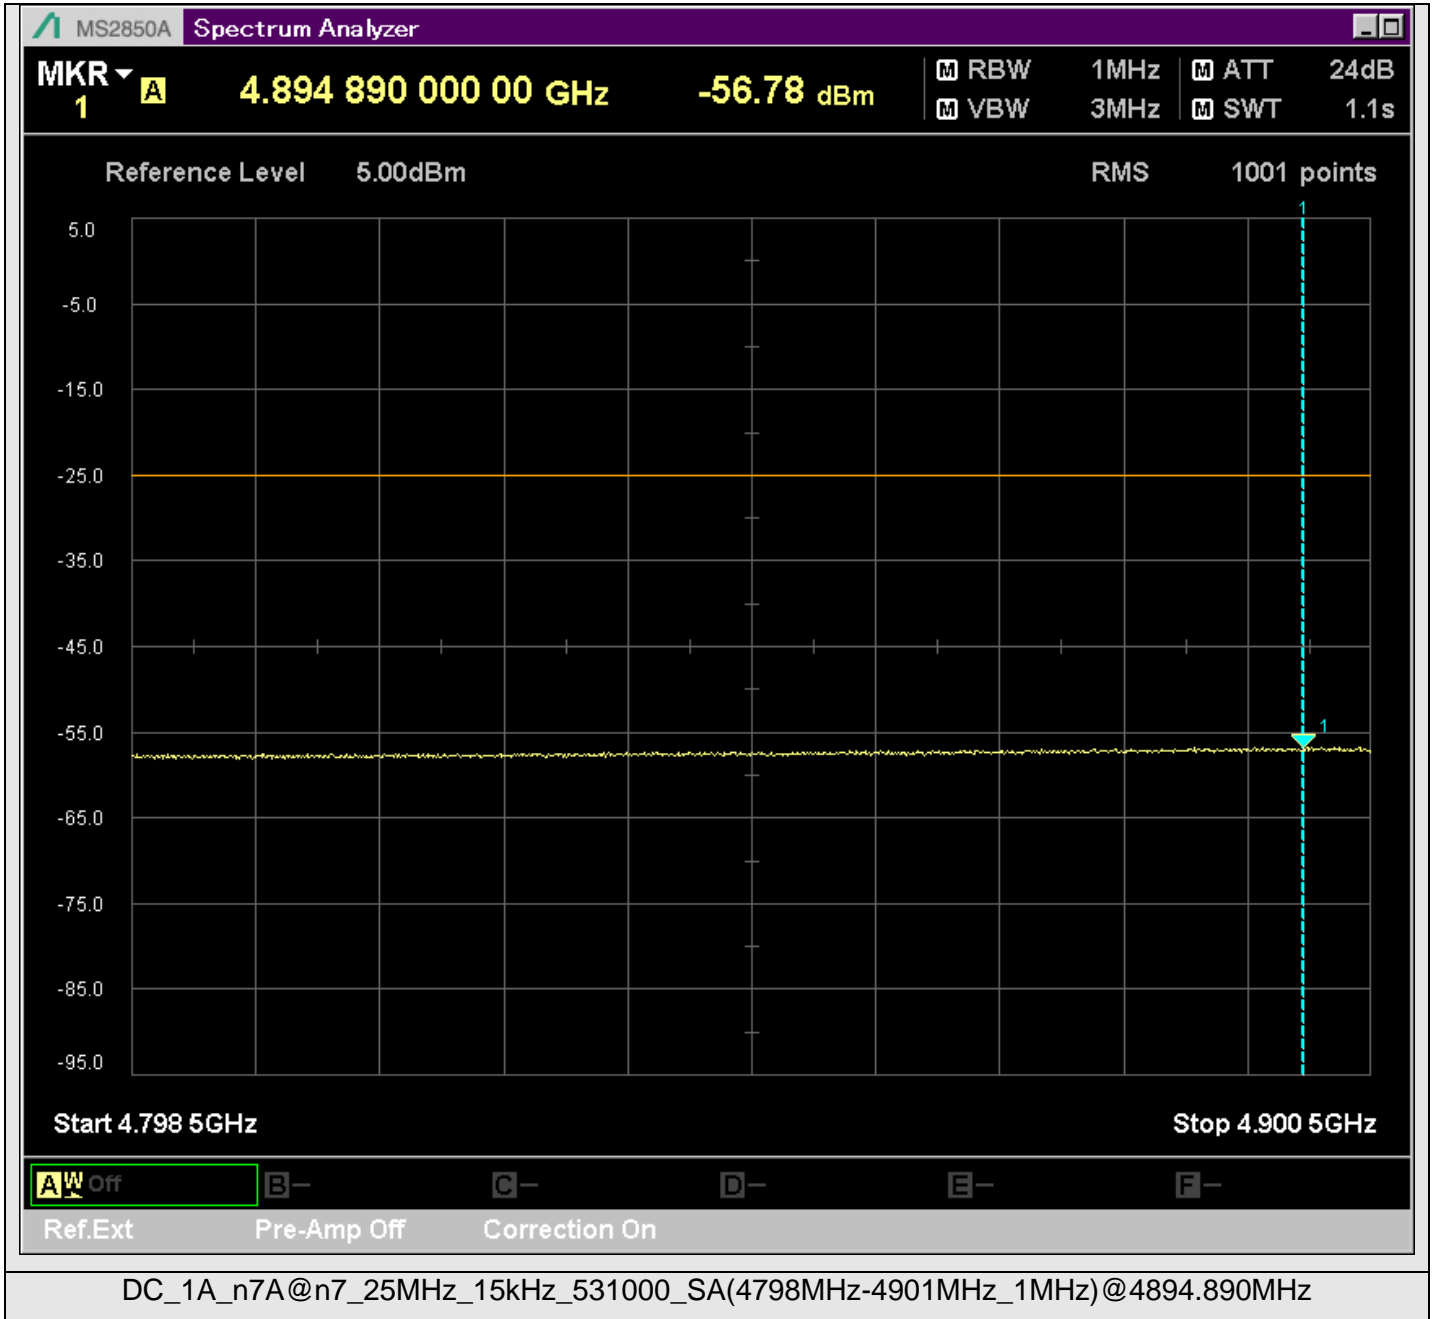 MS2850A Spectrum Analyzer
MKR 1 A 4.894 890 000 00 GHz -56.78 dBm
M RBW 1MHz M ATT 24dB
M VBW 3MHz M SWT 1.1s
Reference Level 5.00dBm RMS 1001 points
1
5.0
-5.0
-15.0
-25.0
-35.0
-45.0
-55.0
1
-65.0
-75.0
-85.0
-95.0
Start 4.798 5GHz Stop 4.900 5GHz
A W Off B - C - D - E - F -
Ref.Ext Pre-Amp Off Correction On
DC_1A_n7A@n7_25MHz_15kHz_531000_SA(4798MHz-4901MHz_1MHz)@4894.890MHz